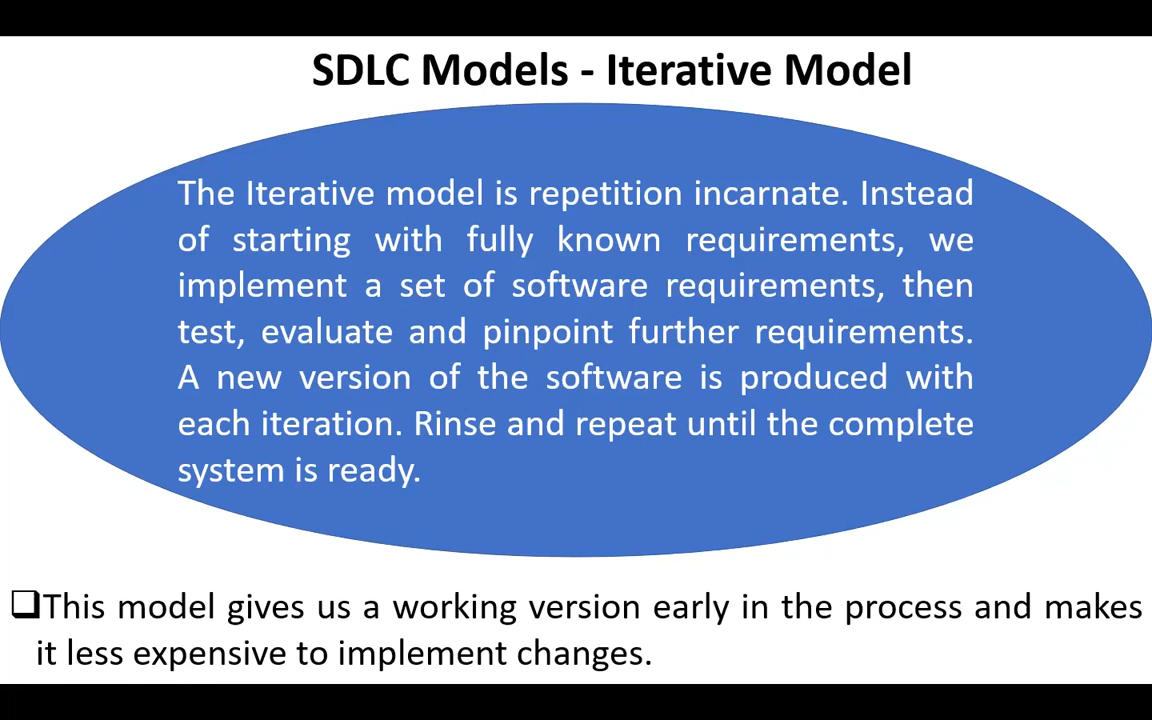 SDLC Models - Iterative Model
The Iterative model is repetition incarnate. Instead
of starting with fully known requirements, we
implement a set of software requirements, then
test, evaluate and pinpoint further requirements.
A new version of the software is produced with
each iteration. Rinse and repeat until the complete
system is ready.
❑This model gives us a working version early in the process and makes
it less expensive to implement changes.